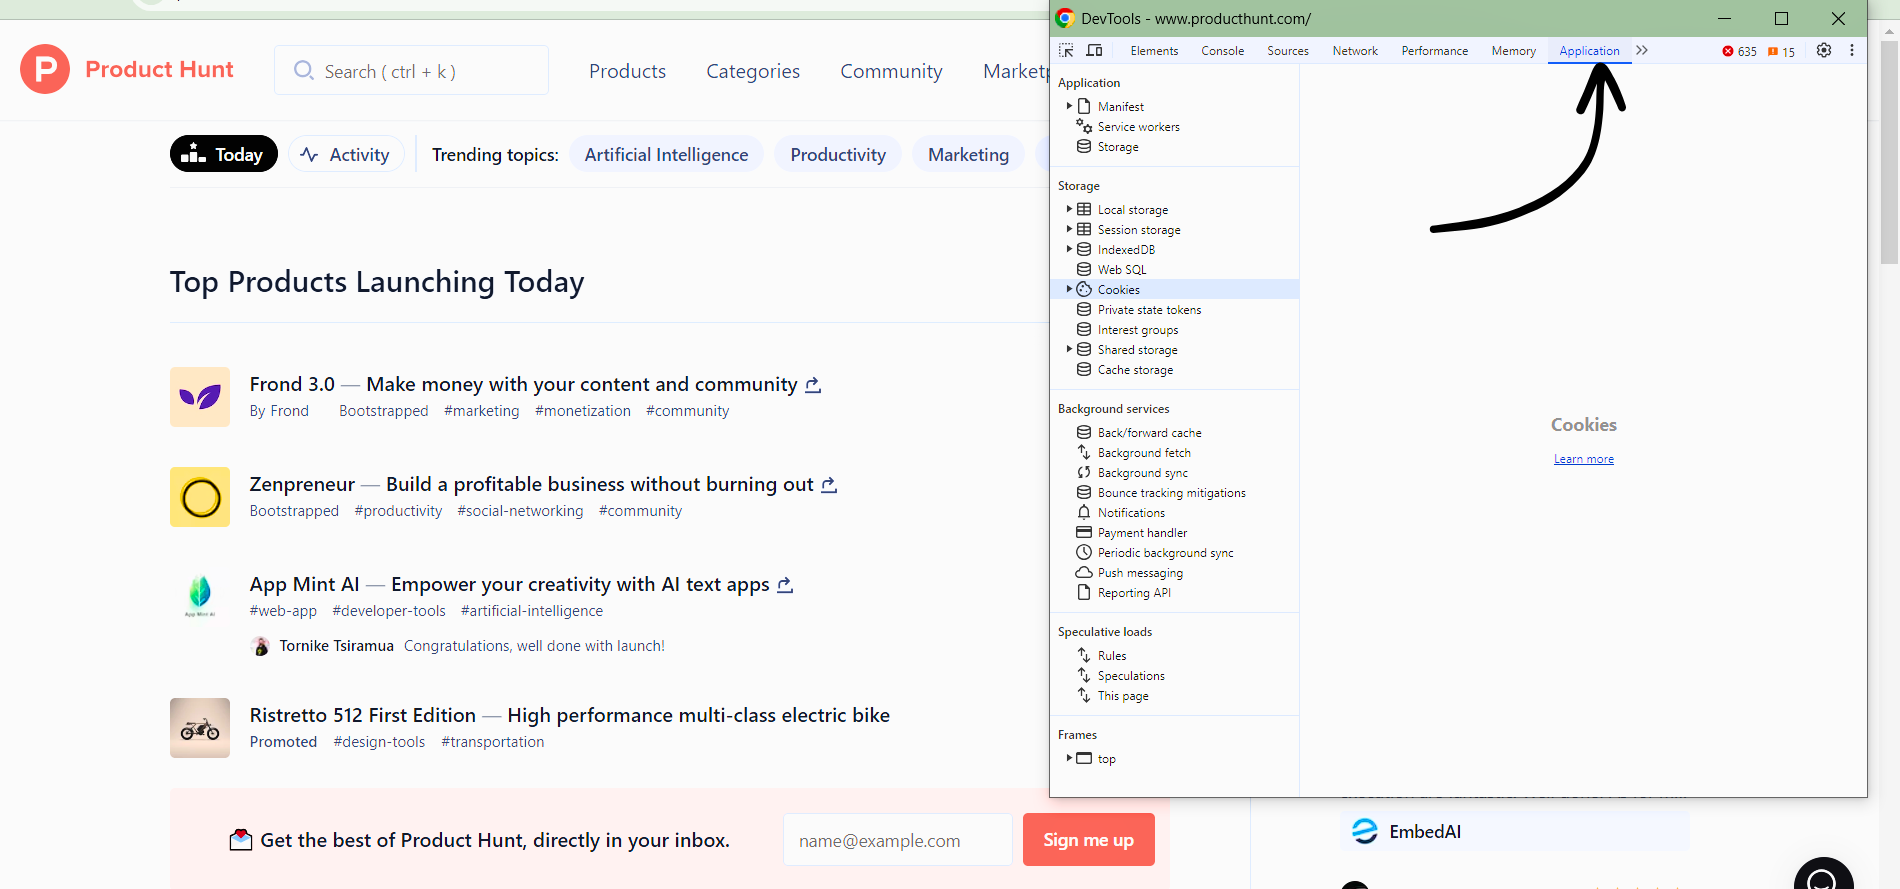 P Product Hunt
Search ( ctrl + k )
Products
Categories
Community
Marketp
Today
Activity
Trending topics:
Artificial Intelligence
Productivity
Marketing
Top Products Launching Today
Frond 3.0 — Make money with your content and community
By Frond Bootstrapped #marketing #monetization #community
Zenpreneur — Build a profitable business without burning out
Bootstrapped #productivity #social-networking #community
App Mint AI
App Mint AI — Empower your creativity with AI text apps
#web-app #developer-tools #artificial-intelligence
Tornike Tsiramua Congratulations, well done with launch!
Ristretto 512 First Edition — High performance multi-class electric bike
Promoted #design-tools #transportation
Get the best of Product Hunt, directly in your inbox.
name@example.com
Sign me up
DevTools - www.producthunt.com/
Elements Console Sources Network Performance Memory Application 635 15
Application
Manifest
Service workers
Storage
Storage
Local storage
Session storage
IndexedDB
Web SQL
Cookies
Private state tokens
Interest groups
Shared storage
Cache storage
Background services
Back/forward cache
Background fetch
Background sync
Bounce tracking mitigations
Notifications
Payment handler
Periodic background sync
Push messaging
Reporting API
Speculative loads
Rules
Speculations
This page
Frames
top
Cookies
Learn more
EmbedAI